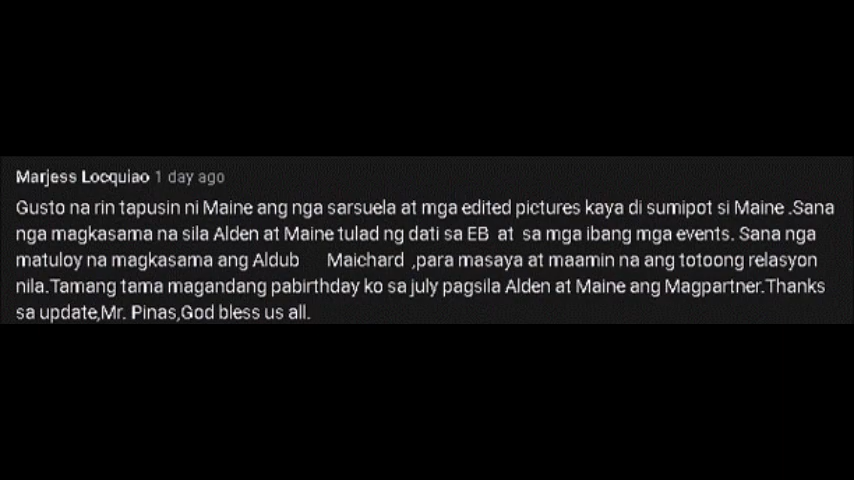 Marjess Locquiao 1 day ago
Gusto na rin tapusin ni Maine ang nga sarsuela at mga edited pictures kaya di sumipot si Maine .Sana
nga magkasama na sila Alden at Maine tulad ng dati sa EB at sa mga ibang mga events. Sana nga
matuloy na magkasama ang Aldub Maichard ,para masaya at maamin na ang totoong relasyon
nila.Tamang tama magandang pabirthday ko sa july pagsila Alden at Maine ang Magpartner.Thanks
sa update,Mr. Pinas,God bless us all.